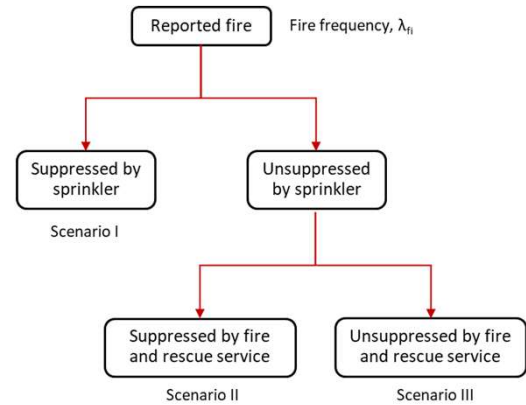 Reported fire
Fire frequency, λfi
Suppressed by
sprinkler
Unsuppressed
by sprinkler
Scenario I
Suppressed by fire
and rescue service
Unsuppressed by fire
and rescue service
Scenario II
Scenario III